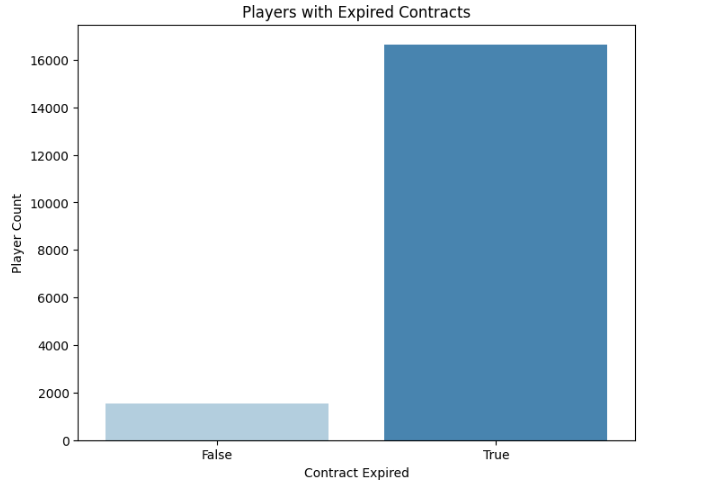 Players with Expired Contracts
16000
14000
12000
10000
8000
6000
4000
2000
0
Player Count
False
True
Contract Expired